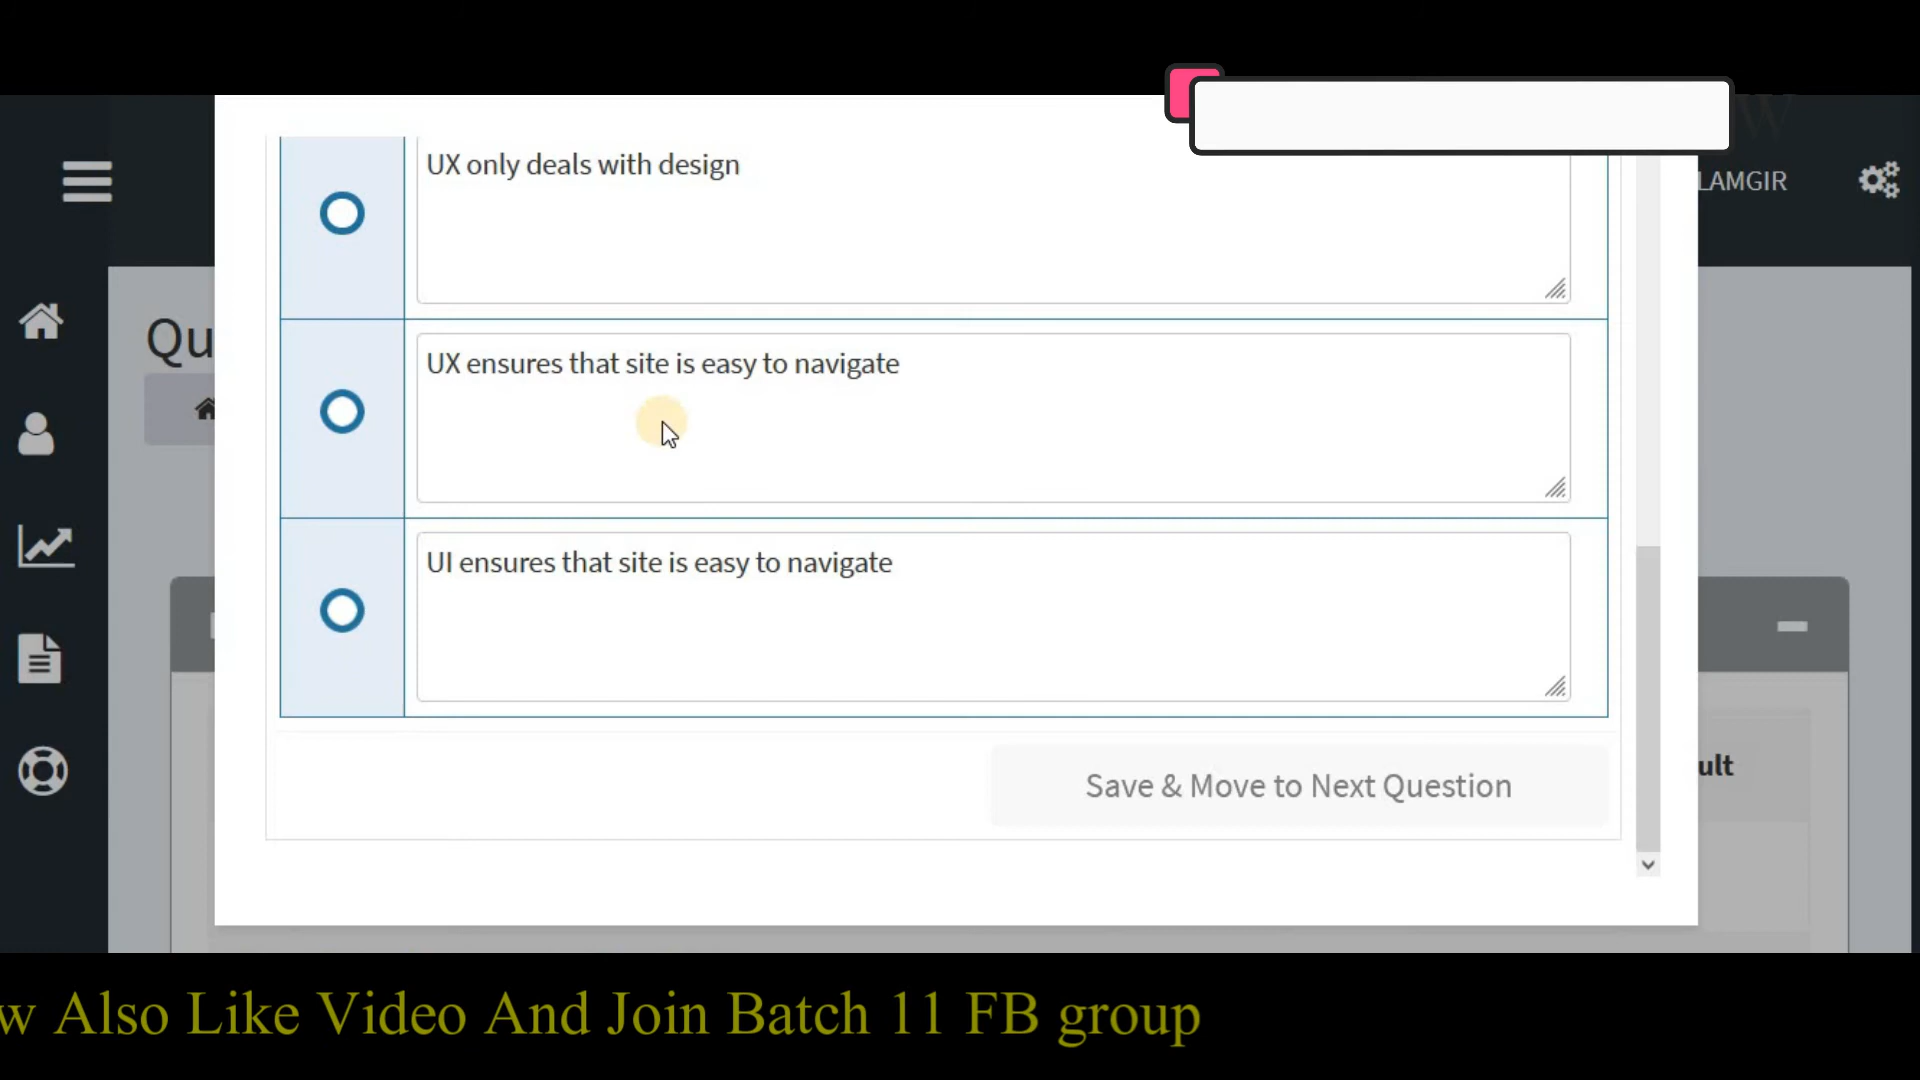 W
UX only deals with design
LAMGIR
Qu
UX ensures that site is easy to navigate
UI ensures that site is easy to navigate
ult
Save & Move to Next Question
w Also Like Video And Join Batch 11 FB group